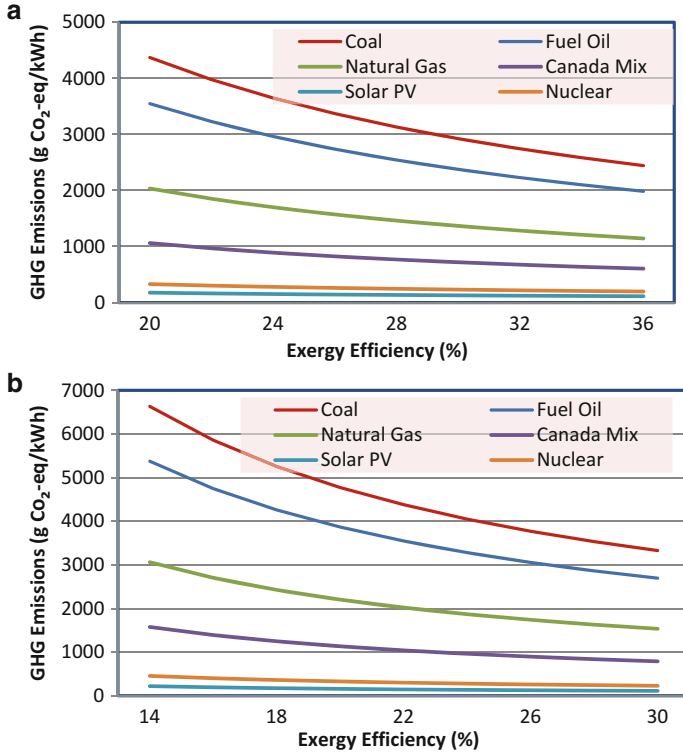 a
5000
4000
3000
2000
1000
0
GHG Emissions (g Co₂-eq/kWh)
Coal Fuel Oil
Natural Gas Canada Mix
Solar PV Nuclear
20 24 28 32 36
Exergy Efficiency (%)
b
7000
6000
5000
4000
3000
2000
1000
0
GHG Emissions (g Co₂-eq/kWh)
Coal Fuel Oil
Natural Gas Canada Mix
Solar PV Nuclear
14 18 22 26 30
Exergy Efficiency (%)